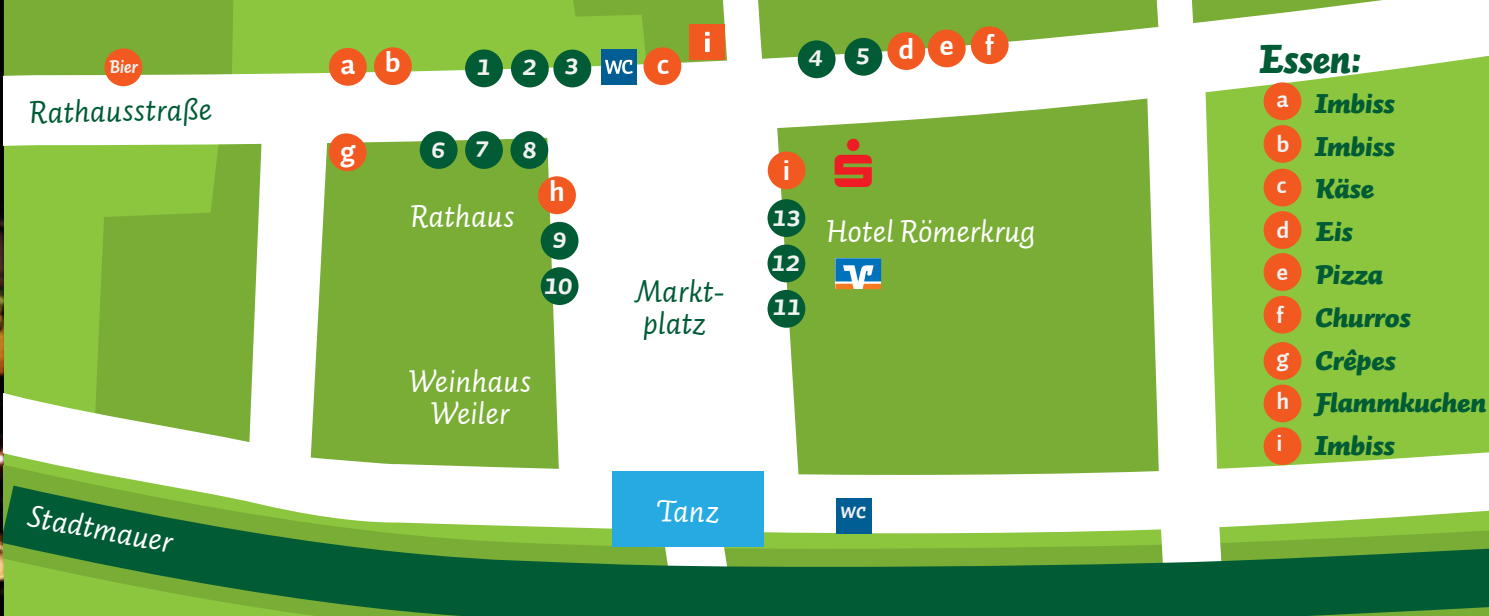 i
Bier
a
b
1
2
3
WC
c
4
5
d
e
f
Rathausstraße
g
6
7
8
h
9
10
Rathaus
Weinhaus
Weiler
Markt-
platz
i
13
12
11
Hotel Römerkrug
Tanz
WC
Stadtmauer
Essen:
a Imbiss
b Imbiss
c Käse
d Eis
e Pizza
f Churros
g Crêpes
h Flammkuchen
i Imbiss